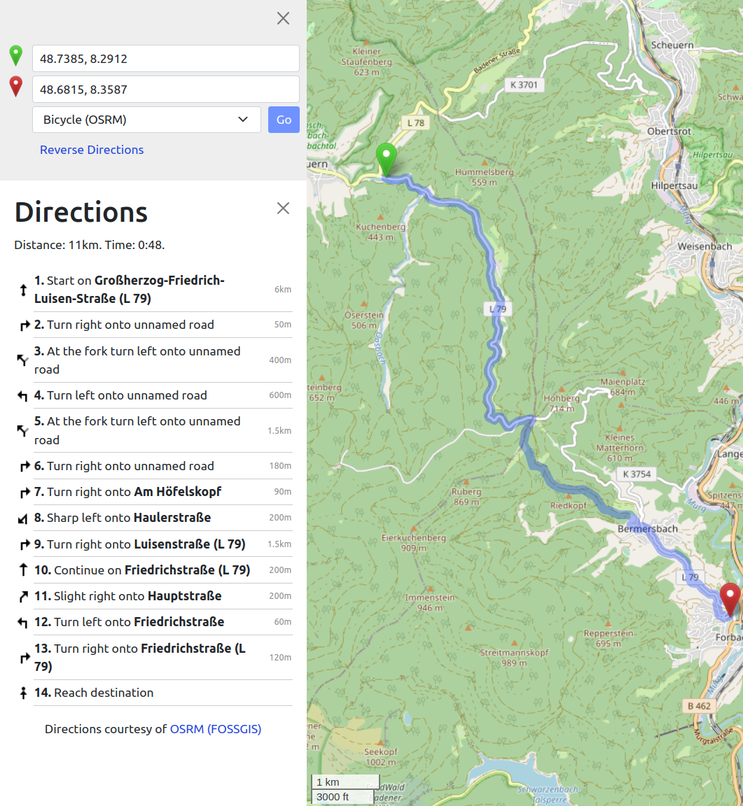 48.7385, 8.2912
48.6815, 8.3587
Bicycle (OSRM)
Go
Reverse Directions
Directions
Distance: 11km. Time: 0:48.
1. Start on Großherzog-Friedrich-
Luisen-Straße (L 79)
6km
2. Turn right onto unnamed road
50m
3. At the fork turn left onto unnamed
road
400m
4. Turn left onto unnamed road
600m
5. At the fork turn left onto unnamed
road
1.5km
6. Turn right onto unnamed road
180m
7. Turn right onto Am Höfelskopf
90m
8. Sharp left onto Haulerstraße
200m
9. Turn right onto Luisenstraße (L 79)
1.5km
10. Continue on Friedrichstraße (L 79)
200m
11. Slight right onto Hauptstraße
200m
12. Turn left onto Friedrichstraße
60m
13. Turn right onto Friedrichstraße (L
79)
120m
14. Reach destination
Directions courtesy of OSRM (FOSSGIS)
Scheuern
Kleiner
Staufenberg
623 m
Badener Straße
K 3701
L 78
Obertsrot
Hilpertsau
Hilpertsau
Hummelsberg
559 m
Murg
Weisenbach
Kuchenberg
443 m
L 79
Oserstein
506 m
652 m
Maienplatz
684 m
Hohberg
714 m
446 m
Kleines
Matternorn
610 m
Lange
K 3754
Ruberg
869 m
Riedkopf
Murg
Spitzens
Bermersbach
Eierkuchenberg
909 m
L 79
Immenstein
946 m
Repperstein
695 m
Forba
Streitmannskopf
989 m
B 462
Murg
Murgtalstraße
Seekopf
1002 m
1 km
3000 ft
Schwarzenbach
alsperre